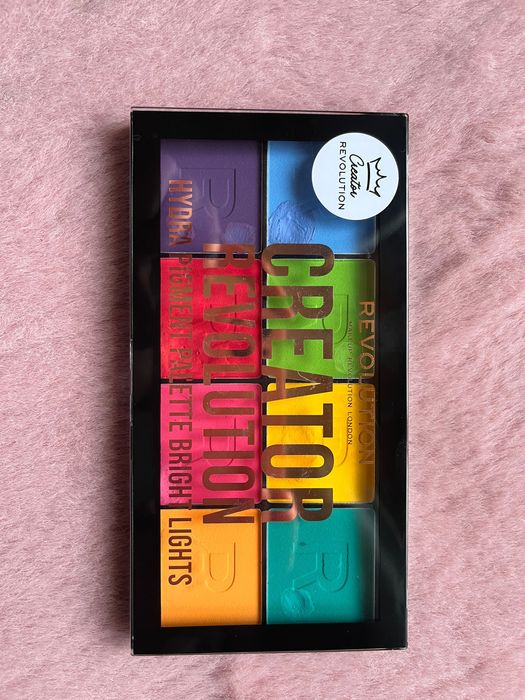 Creator
REVOLUTION
REVOLUTION
MAKEUP REVOLUTION LONDON
CREATOR
REVOLUTION
HYDRA PIGMENT PALETTE BRIGHT LIGHTS
R
R
R